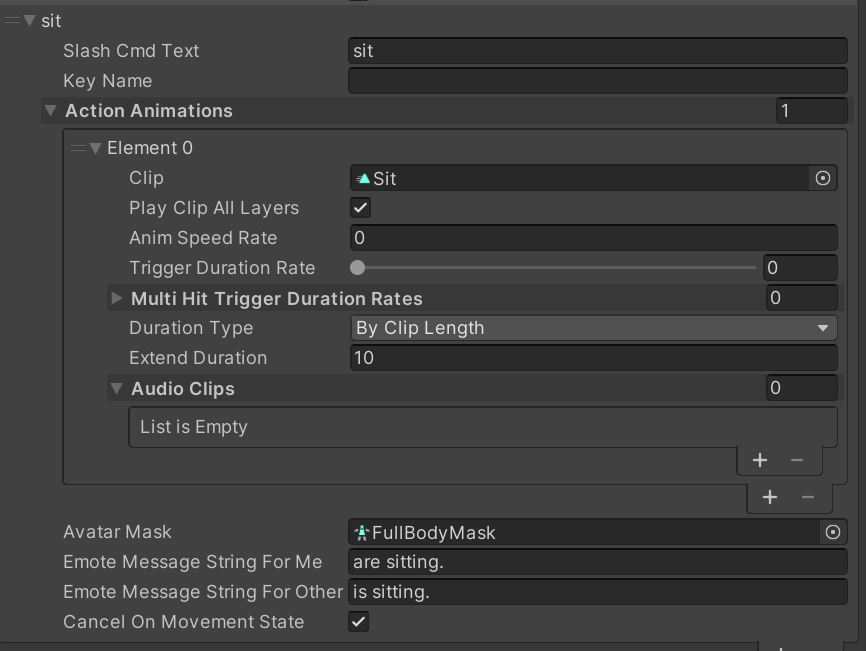 sit
Slash Cmd Text sit
Key Name
Action Animations 1
Element 0
Clip Sit
Play Clip All Layers
Anim Speed Rate 0
Trigger Duration Rate 0
Multi Hit Trigger Duration Rates 0
Duration Type By Clip Length
Extend Duration 10
Audio Clips 0
List is Empty
+ −
+ −
Avatar Mask FullBodyMask
Emote Message String For Me are sitting.
Emote Message String For Other is sitting.
Cancel On Movement State